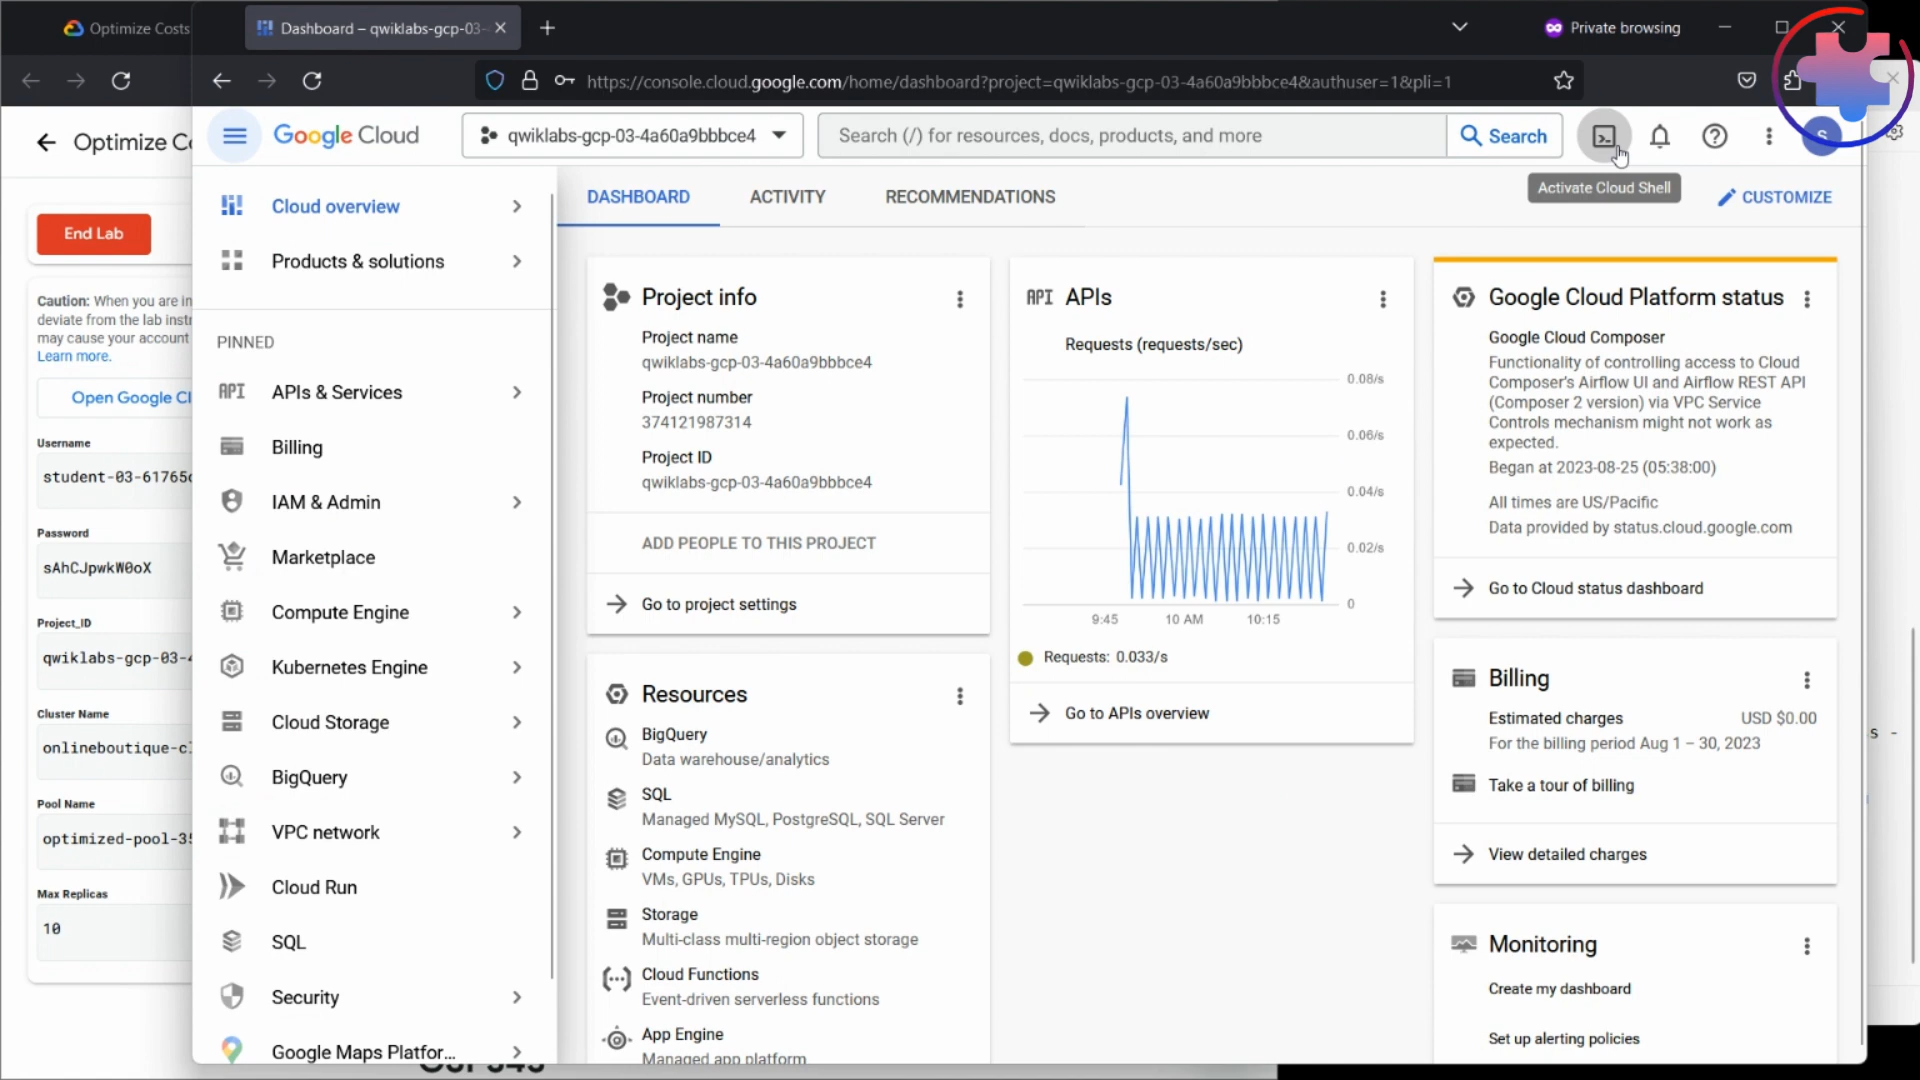 Optimize Costs
Dashboard – qwiklabs-gcp-03-
Private browsing
https://console.cloud.google.com/home/dashboard?project=qwiklabs-gcp-03-4a60a9bbbce4&authuser=1&pli=1
Optimize Co
Google Cloud
qwiklabs-gcp-03-4a60a9bbbce4
Search (/) for resources, docs, products, and more
Search
S
Activate Cloud Shell
End Lab
Caution: When you are in
deviate from the lab instr
may cause your account
Learn more.
Open Google Cl
Username
student-03-61765c
Password
sAhCJpwkW0oX
Project_ID
qwiklabs-gcp-03-4
Cluster Name
onlineboutique-cl
Pool Name
optimized-pool-35
Max Replicas
10
Cloud overview
Products & solutions
PINNED
API APIs & Services
Billing
IAM & Admin
Marketplace
Compute Engine
Kubernetes Engine
Cloud Storage
BigQuery
VPC network
Cloud Run
SQL
Security
Google Maps Platfor...
DASHBOARD
ACTIVITY
RECOMMENDATIONS
CUSTOMIZE
Project info
Project name
qwiklabs-gcp-03-4a60a9bbbce4
Project number
374121987314
Project ID
qwiklabs-gcp-03-4a60a9bbbce4
ADD PEOPLE TO THIS PROJECT
Go to project settings
Resources
BigQuery
Data warehouse/analytics
SQL
Managed MySQL, PostgreSQL, SQL Server
Compute Engine
VMs, GPUs, TPUs, Disks
Storage
Multi-class multi-region object storage
Cloud Functions
Event-driven serverless functions
App Engine
Managed app platform
API APIs
Requests (requests/sec)
0.08/s
0.06/s
0.04/s
0.02/s
0
9:45
10 AM
10:15
Requests: 0.033/s
Go to APIs overview
Google Cloud Platform status
Google Cloud Composer
Functionality of controlling access to Cloud
Composer's Airflow UI and Airflow REST API
(Composer 2 version) via VPC Service
Controls mechanism might not work as
expected.
Began at 2023-08-25 (05:38:00)
All times are US/Pacific
Data provided by status.cloud.google.com
Go to Cloud status dashboard
Billing
Estimated charges
USD $0.00
For the billing period Aug 1 – 30, 2023
Take a tour of billing
View detailed charges
Monitoring
Create my dashboard
Set up alerting policies
s -